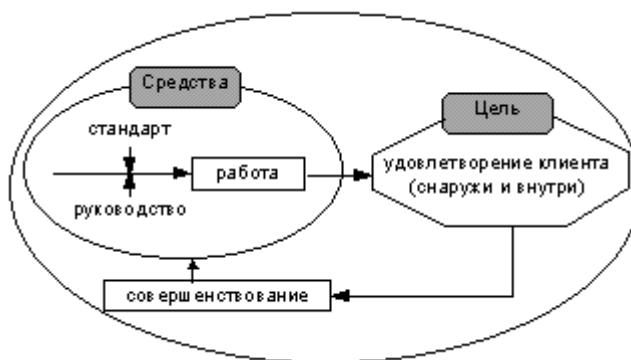 Средства
стандарт
работа
руководство
Цель
удовлетворение клиента
(снаружи и внутри)
совершенствование